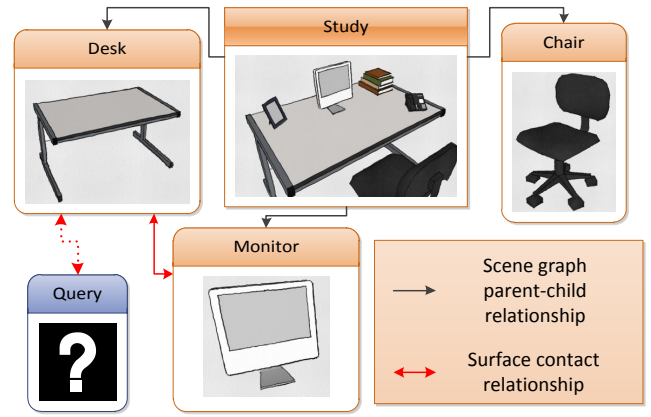 Desk
Study
Chair
Monitor
Query
?
Scene graph
parent-child
relationship
Surface contact
relationship